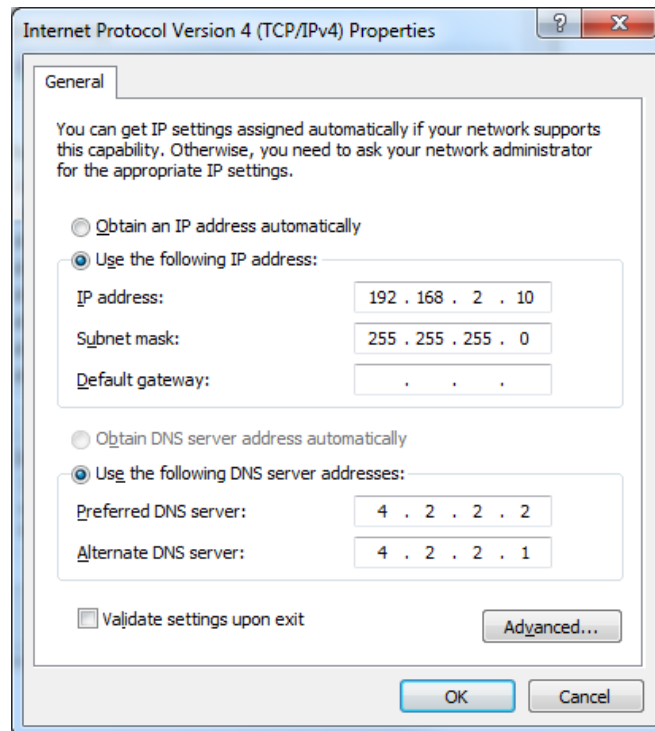 Internet Protocol Version 4 (TCP/IPv4) Properties
General
You can get IP settings assigned automatically if your network supports
this capability. Otherwise, you need to ask your network administrator
for the appropriate IP settings.
Obtain an IP address automatically
Use the following IP address:
IP address: 192 . 168 . 2 . 10
Subnet mask: 255 . 255 . 255 . 0
Default gateway: . . .
Obtain DNS server address automatically
Use the following DNS server addresses:
Preferred DNS server: 4 . 2 . 2 . 2
Alternate DNS server: 4 . 2 . 2 . 1
Validate settings upon exit
Advanced...
OK Cancel